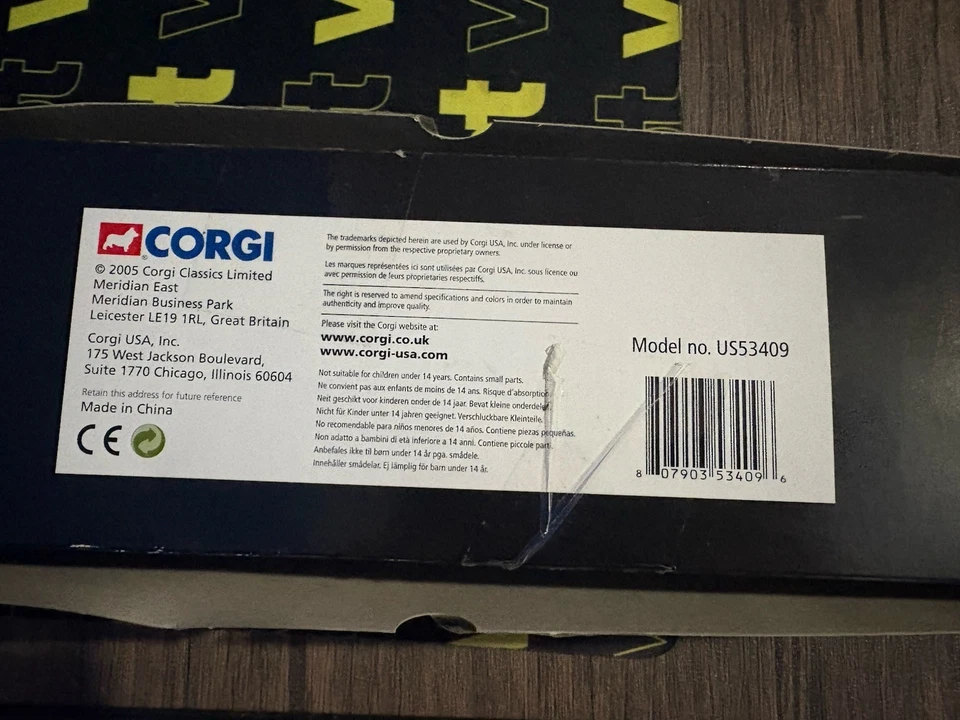 CORGI
© 2005 Corgi Classics Limited
Meridian East
Meridian Business Park
Leicester LE19 1RL, Great Britain
Corgi USA, Inc.
175 West Jackson Boulevard,
Suite 1770 Chicago, Illinois 60604
Retain this address for future reference
Made in China
CE
The trademarks depicted herein are used by Corgi USA, Inc. under license or
by permission from the respective proprietary owners.
Les marques représentées ici sont utilisées par Corgi USA, Inc. sous licence ou
avec permission de leurs proprietaries respectiffs.
The right is reserved to amend specifications and colors in order to maintain
authenticity and improve quality.
Please visit the Corgi website at:
www.corgi.co.uk
www.corgi-usa.com
Not suitable for children under 14 years. Contains small parts.
Ne convient pas aux enfants de moins de 14 ans. Risque d'absorption
Neit geschikt voor kinderen onder de 14 jaar. Bevat kleine onderdelen
Nicht für Kinder unter 14 jahren geeignet. Verschluckbare Kleinteile.
No recomendable para niños menores de 14 años. Contiene piezas pequeñas.
Non adatto a bambini di età inferiore a 14 anni. Contiene piccole parti.
Anbefales ikke til børn under 14 år pga. smådele.
Innehåller smådelar. Ej lämplig för barn under 14 år.
Model no. US53409
8 07903 53409 6
t v t v t v